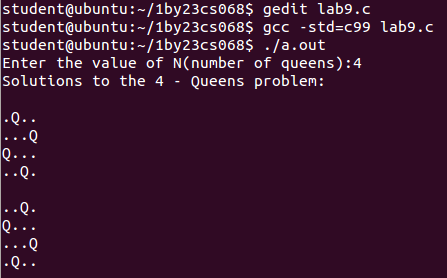 student@ubuntu:~/1by23cs068$ gedit lab9.c
student@ubuntu:~/1by23cs068$ gcc -std=c99 lab9.c
student@ubuntu:~/1by23cs068$ ./a.out
Enter the value of N(number of queens):4
Solutions to the 4 - Queens problem:

.Q..
...Q
Q...
..Q.

..Q.
Q...
...Q
.Q..